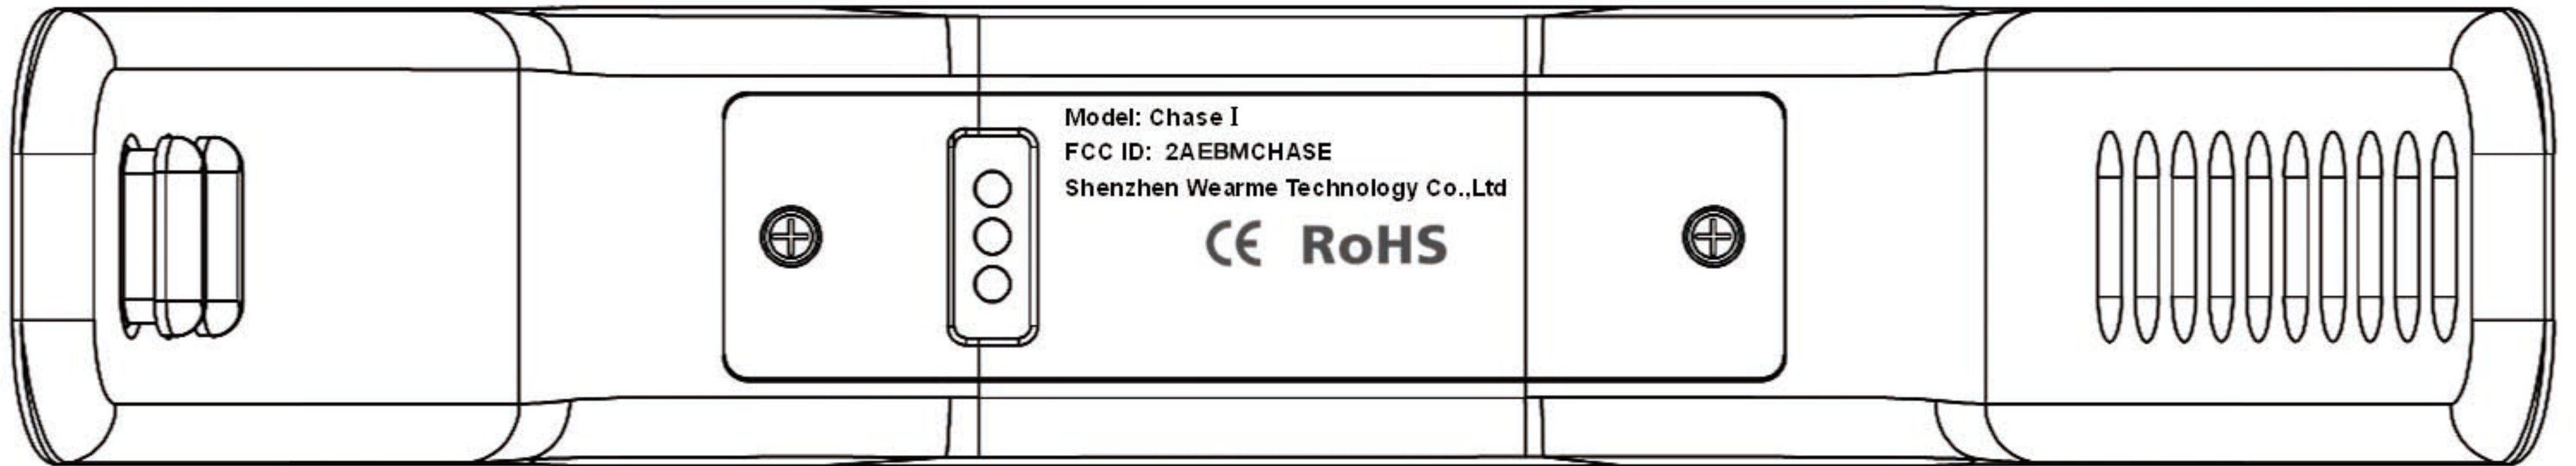 Model: Chase I
FCC ID: 2AEBMCHASE
Shenzhen Wearme Technology Co.,Ltd
CE RoHS